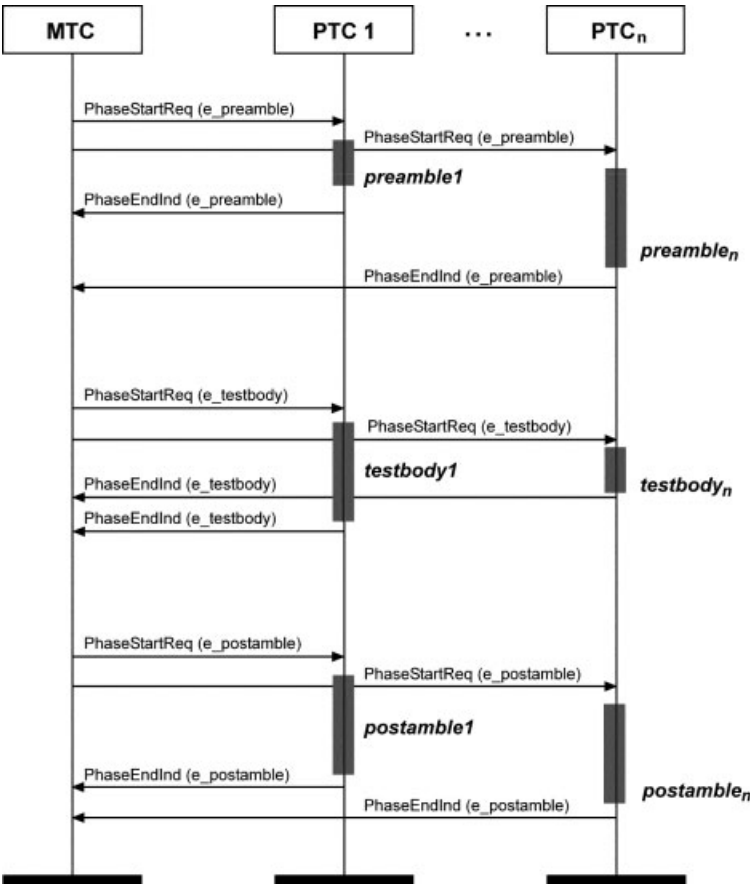 MTC PTC 1 ... PTCn
PhaseStartReq (e_preamble)
PhaseStartReq (e_preamble)
preamble1
PhaseEndInd (e_preamble)
preamblen
PhaseEndInd (e_preamble)
PhaseStartReq (e_testbody)
PhaseStartReq (e_testbody)
testbody1
PhaseEndInd (e_testbody)
testbodyn
PhaseEndInd (e_testbody)
PhaseStartReq (e_postamble)
PhaseStartReq (e_postamble)
postamble1
PhaseEndInd (e_postamble)
postamblen
PhaseEndInd (e_postamble)